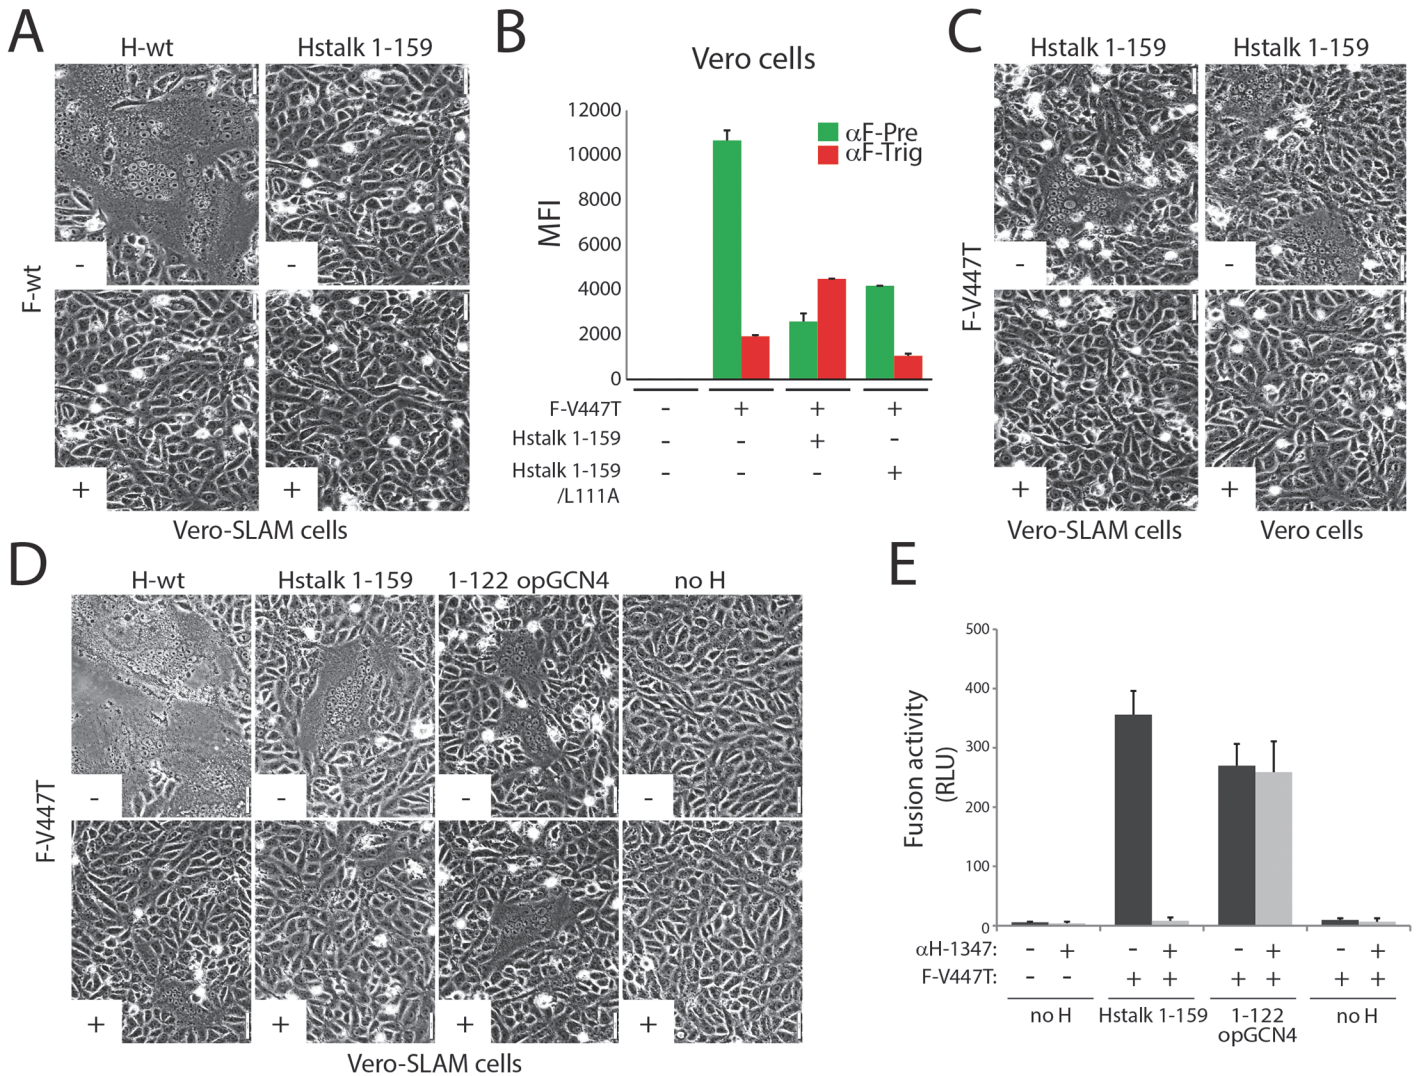 A
H-wt
Hstalk 1-159
F-wt
-
-
+
+
Vero-SLAM cells
B
Vero cells
MFI
12000
10000
8000
6000
4000
2000
0
αF-Pre
αF-Trig
F-V447T - + + +
Hstalk 1-159 - - + -
Hstalk 1-159 - - - +
/L111A
C
Hstalk 1-159
Hstalk 1-159
F-V447T
-
-
+
+
Vero-SLAM cells
Vero cells
D
H-wt
Hstalk 1-159
1-122 opGCN4
no H
F-V447T
-
-
-
-
+
+
+
+
Vero-SLAM cells
E
Fusion activity
(RLU)
500
400
300
200
100
0
αH-1347: - + - + - + - +
F-V447T: - - + + + + + +
no H
Hstalk 1-159
1-122
opGCN4
no H